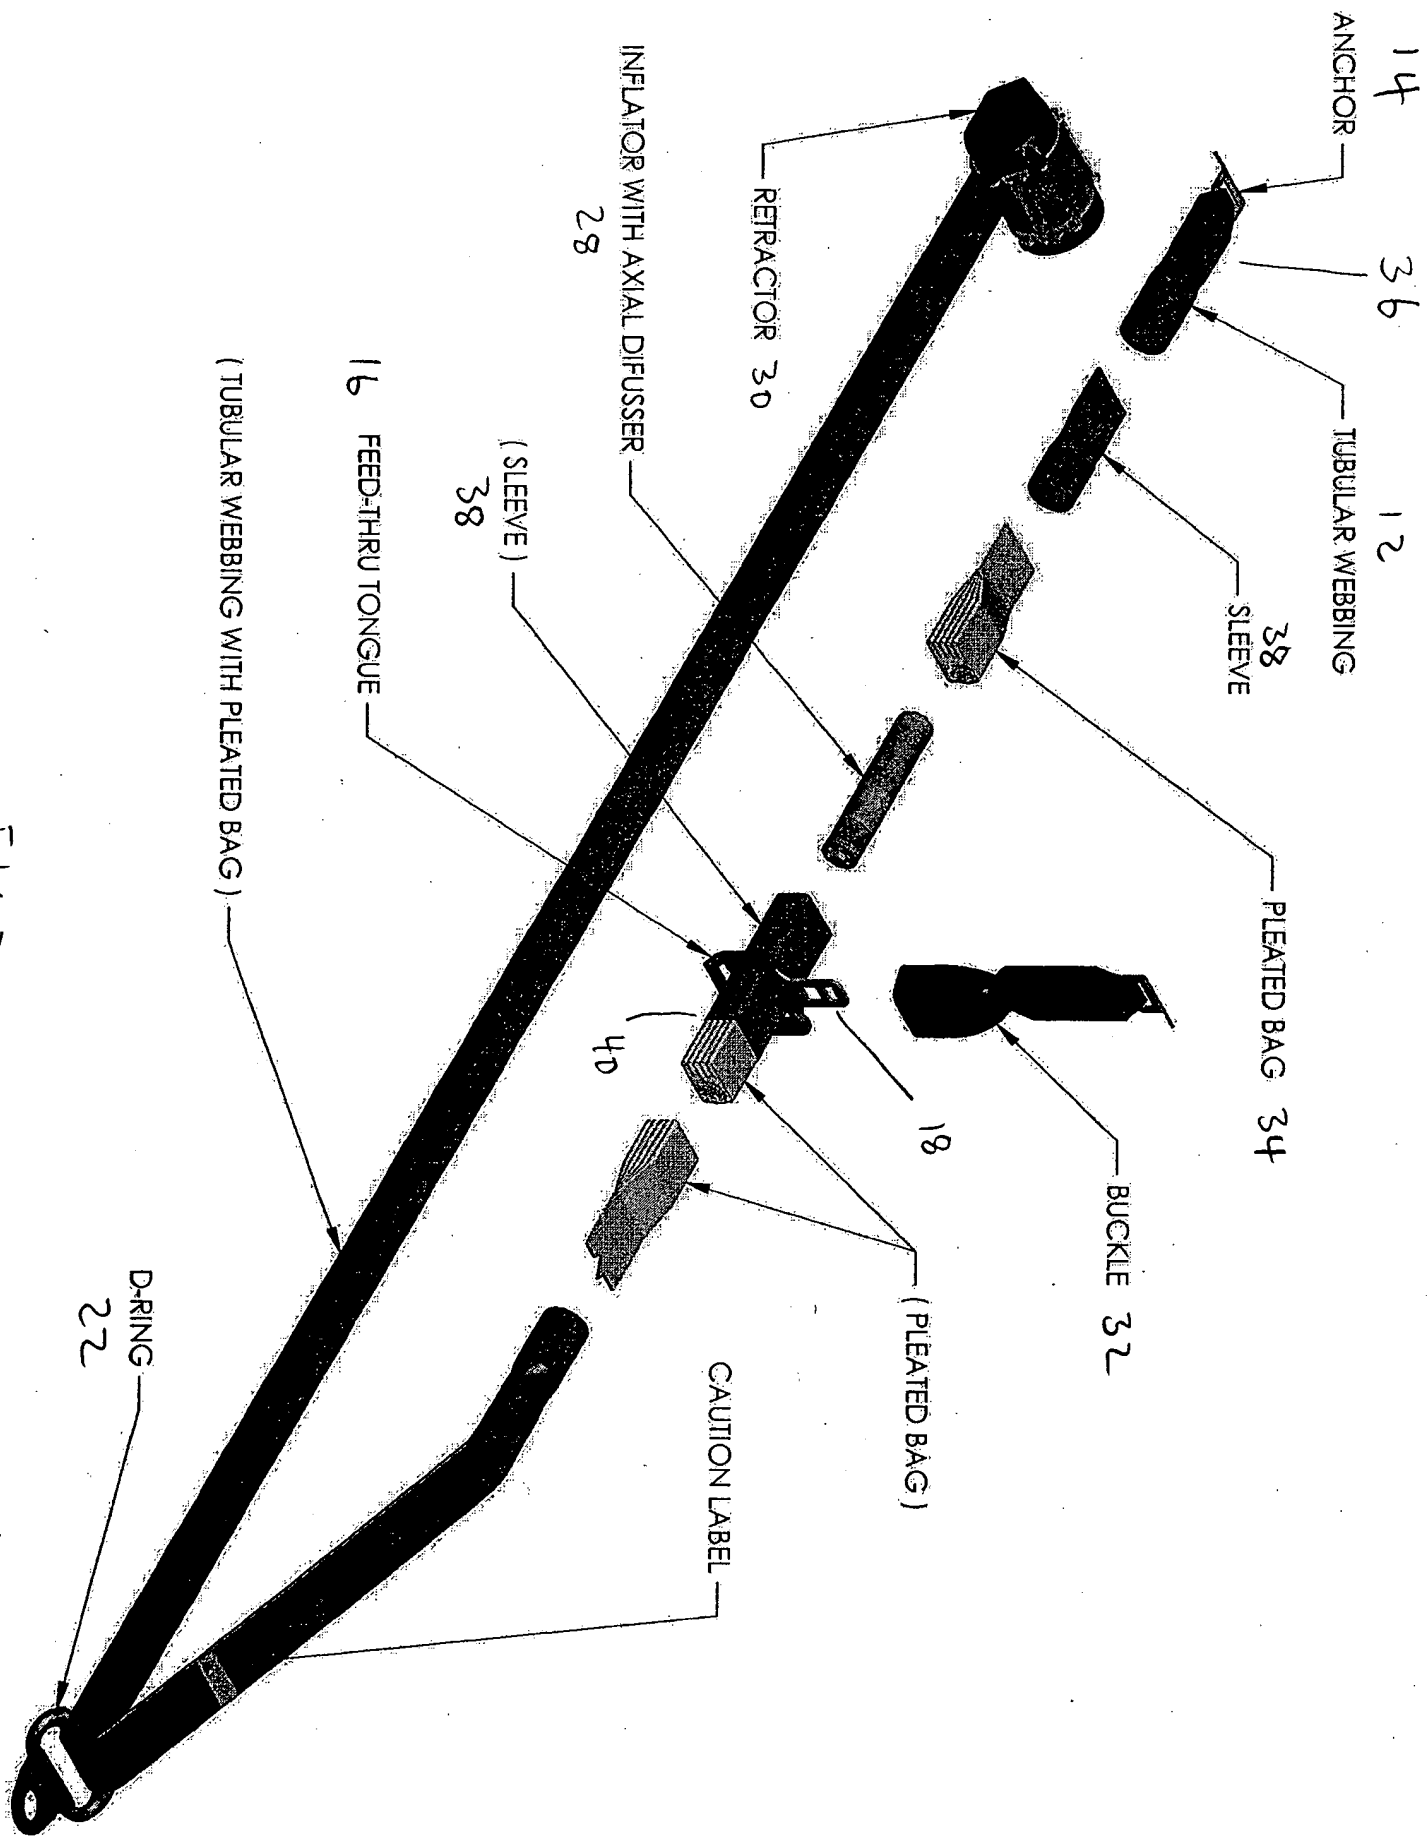 14
ANCHOR
36
12
TUBULAR WEBBING
38
SLEEVE
PLEATED BAG 34
BUCKLE 32
18
( PLEATED BAG )
CAUTION LABEL
RETRACTOR 30
INFLATOR WITH AXIAL DIFUSSER
28
( SLEEVE )
38
16 FEED-THRU TONGUE
40
( TUBULAR WEBBING WITH PLEATED BAG )
D-RING
22